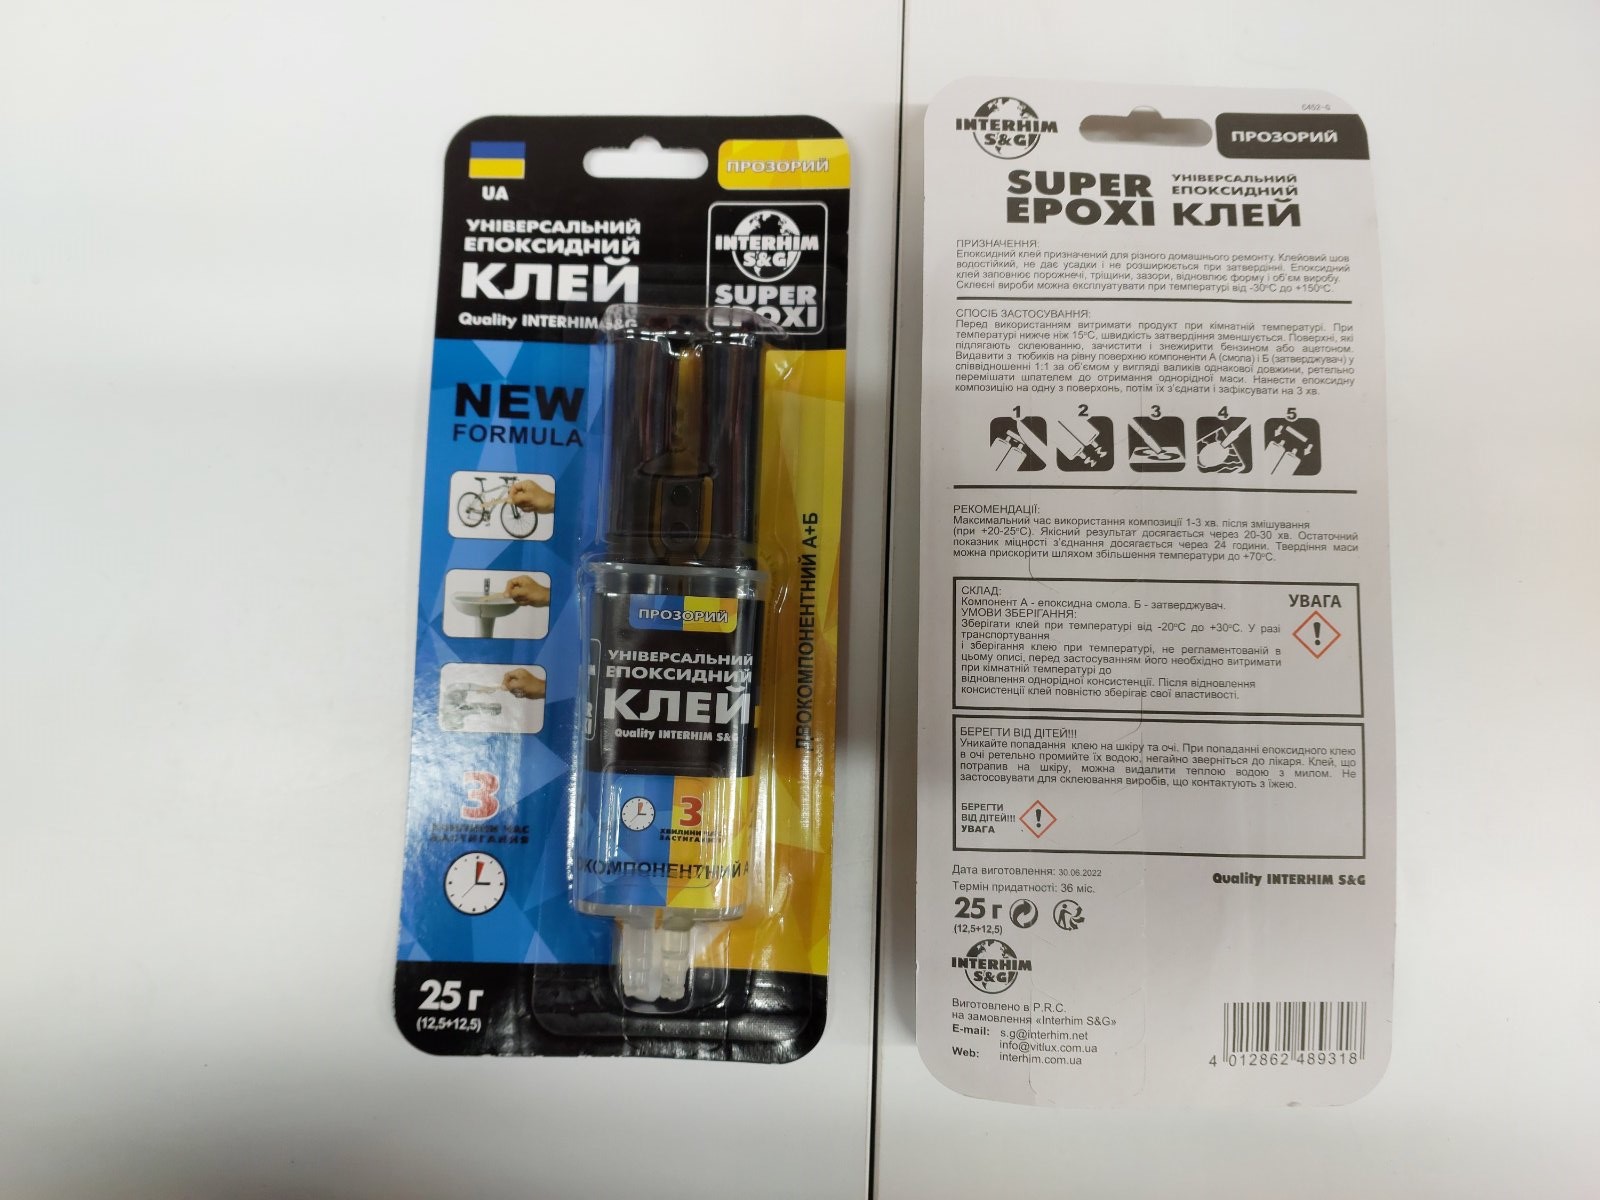 UA
ПРОЗОРИЙ
УНІВЕРСАЛЬНИЙ
ЕПОКСИДНИЙ
КЛЕЙ
Quality INTERHIM S&G
INTERHIM
S&G
SUPER
EPOXI
NEW
FORMULA
3
ХВИЛИНИ ЧАС
ЗАСТИГАННЯ
25 г
(12,5+12,5)
ДВОКОМПОНЕНТНИЙ А+Б
ПРОЗОРИЙ
УНІВЕРСАЛЬНИЙ
ЕПОКСИДНИЙ
КЛЕЙ
Quality INTERHIM S&G
3
ХВИЛИНИ ЧАС
ЗАСТИГАННЯ
ОКОМПОНЕНТНИЙ А
INTERHIM
S&G
ПРОЗОРИЙ
SUPER
EPOXI
УНІВЕРСАЛЬНИЙ
ЕПОКСИДНИЙ
КЛЕЙ
ПРИЗНАЧЕННЯ:
Епоксидний клей призначений для різного домашнього ремонту. Клейовий шов
водостійкий, не дає усадки і не розширюється при затвердінні. Епоксидний
клей заповнює порожнечі, тріщини, зазори, відновлює форму і об'єм виробу.
Склеєні вироби можна експлуатувати при температурі від -30°С до +150°С.
СПОСІБ ЗАСТОСУВАННЯ:
Перед використанням витримати продукт при кімнатній температурі. При
температурі нижче ніж 15°С, швидкість затвердіння зменшується. Поверхні, які
підлягають склеюванню, зачистити і знежирити бензином або ацетоном.
Видавити з тюбиків на рівну поверхню компоненти А (смола) і Б (затверджувач) у
співвідношенні 1:1 за об'ємом у вигляді валиків однакової довжини, ретельно
перемішати шпателем до отримання однорідної маси. Нанести епоксидну
композицію на одну з поверхонь, потім їх з'єднати і зафіксувати на 3 хв.
1 2 3 4 5
РЕКОМЕНДАЦІЇ:
Максимальний час використання композиції 1-3 хв. після змішування
(при +20-25°С). Якісний результат досягається через 20-30 хв. Остаточний
показник міцності з'єднання досягається через 24 години. Твердіння маси
можна прискорити шляхом збільшення температури до +70°С.
СКЛАД:
Компонент А - епоксидна смола. Б - затверджувач.
УМОВИ ЗБЕРІГАННЯ:
Зберігати клей при температурі від -20°С до +30°С. У разі
транспортування
і зберігання клею при температурі, не регламентованій в
цьому описі, перед застосуванням його необхідно витримати
при кімнатній температурі до
відновлення однорідної консистенції. Після відновлення
консистенції клей повністю зберігає свої властивості.
УВАГА
БЕРЕГТИ ВІД ДІТЕЙ!!!
Уникайте попадання клею на шкіру та очі. При попаданні епоксидного клею
в очі ретельно промийте їх водою, негайно зверніться до лікаря. Клей, що
потрапив на шкіру, можна видалити теплою водою з милом. Не
застосовувати для склеювання виробів, що контактують з їжею.
БЕРЕГТИ
ВІД ДІТЕЙ!!!
УВАГА
Дата виготовлення: 30.06.2022
Термін придатності: 36 міс.
Quality INTERHIM S&G
25 г
(12,5+12,5)
INTERHIM
S&G
Виготовлено в P.R.C.
на замовлення «Interhim S&G»
E-mail: s.g@interhim.net
info@vitlux.com.ua
Web: interhim.com.ua
4 012862 489318